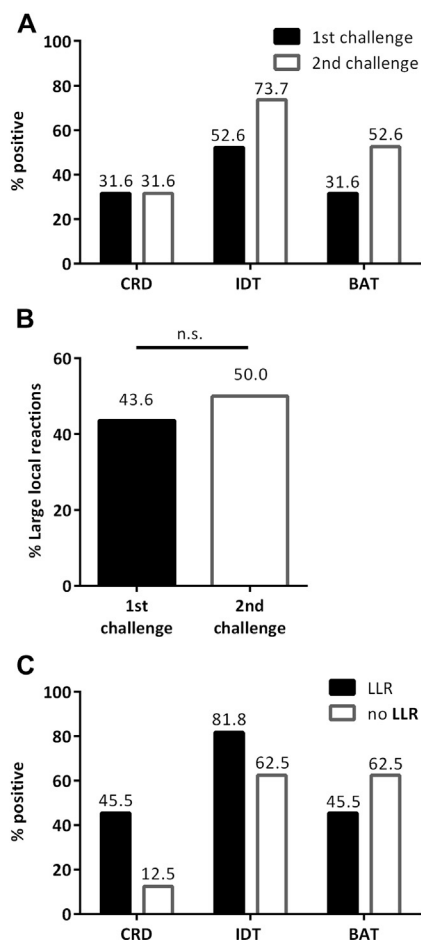 A
1st challenge
2nd challenge
% positive
100
80
60
40
20
0
31.6 31.6 52.6 73.7 31.6 52.6
CRD IDT BAT
B
n.s.
% Large local reactions
60
40
20
0
43.6 50.0
1st challenge 2nd challenge
C
LLR
no LLR
% positive
100
80
60
40
20
0
45.5 12.5 81.8 62.5 45.5 62.5
CRD IDT BAT